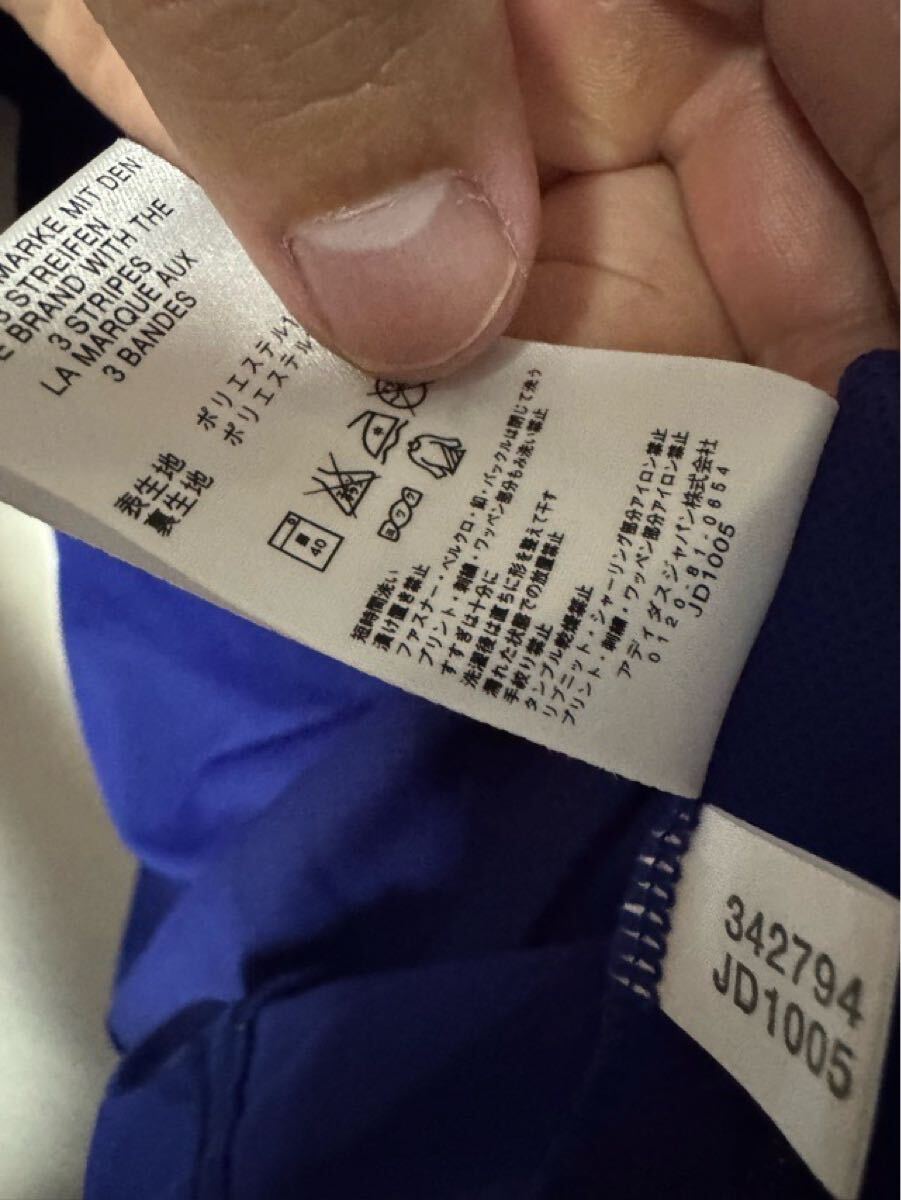 MARKE MIT DEN
3 STREIFEN
E BRAND WITH THE
3 STRIPES
LA MARQUE AUX
3 BANDES
表生地 ポリエステル1
裏生地 ポリエステル
40
短時間洗い
漬け置き禁止
ファスナー・ベルクロ・釦・バックルは閉じて洗う
プリント・刺繍・ワッペン部分もみ洗い禁止
すすぎは十分に
洗濯後は直ちに形を整えて干す
濡れた状態での放置禁止
手絞り禁止
タンブル乾燥禁止
リブニット・シャーリング部分アイロン禁止
プリント・刺繍・ワッペン部分アイロン禁止
アディダスジャパン株式会社
0120.81.0654
JD1005
342794
JD1005